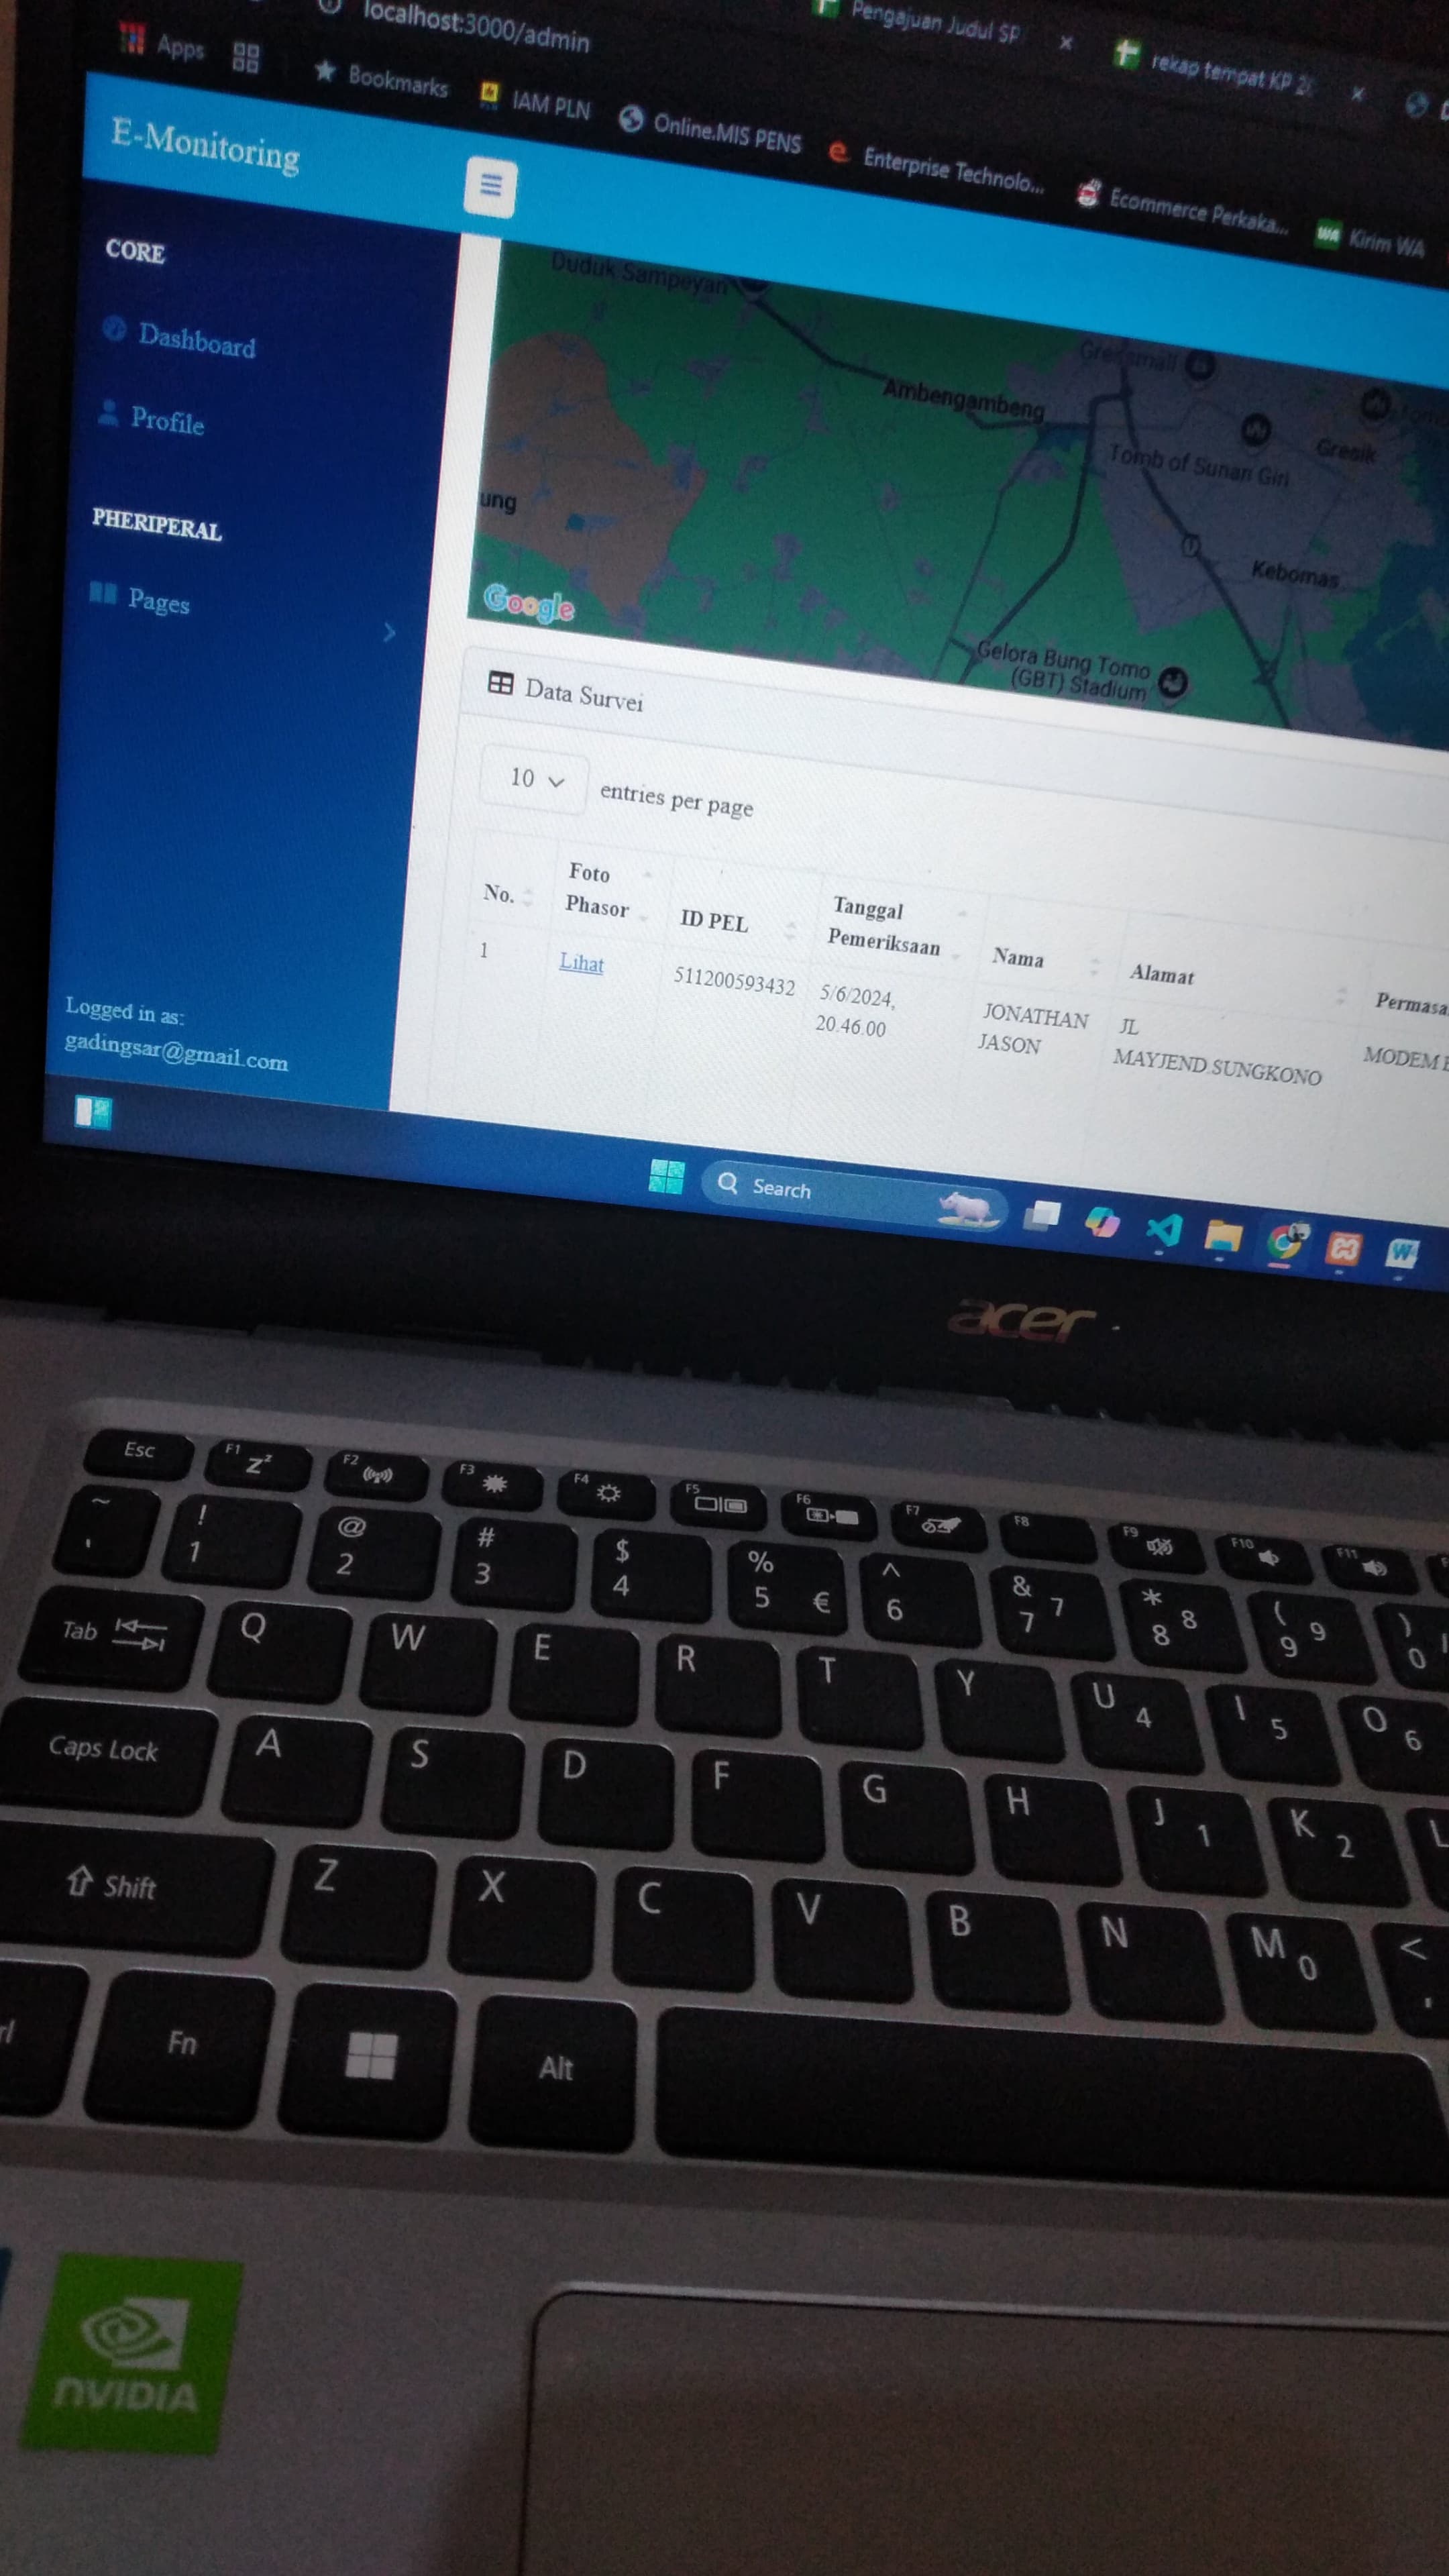 localhost:3000/admin
Pengajuan Judul SP
rekap tempat KP
Apps
Bookmarks
IAM PLN
Online.MIS PENS
Enterprise Technolo...
Ecommerce Perkaka...
WA Kirim WA
E-Monitoring
CORE
Dashboard
Profile
PHERIPERAL
Pages
Logged in as:
gadingsar@gmail.com
Duduk Sampeyan
Gressmall
Ambengambeng
Tomb of Sunan Giri
Gresik
ung
Kebomas
Google
Gelora Bung Tomo
(GBT) Stadium
Data Survei
10 entries per page
No.
Foto
Phasor
ID PEL
Tanggal
Pemeriksaan
Nama
Alamat
Permasa
1
Lihat
511200593432
5/6/2024,
20.46.00
JONATHAN
JASON
JL
MAYJEND.SUNGKONO
MODEM
Search
acer
Esc F1 Zz F2 F3 F4 F5 F6 F7 F8 F9 F10 F11
~ ! @ # $ % ^ & * ( )
1 2 3 4 5 € 6 7 7 8 8 9 9 0
Tab Q W E R T Y U 4 I 5 O 6
Caps Lock A S D F G H J 1 K 2 L
Shift Z X C V B N M 0 < ,
Fn Alt
NVIDIA